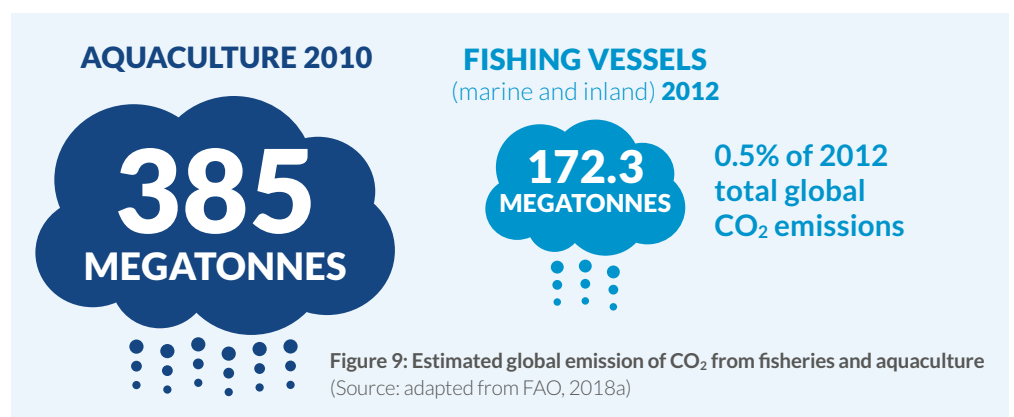 AQUACULTURE 2010
385
MEGATONNES
FISHING VESSELS
(marine and inland) 2012
172.3
MEGATONNES
0.5% of 2012
total global
CO₂ emissions
Figure 9: Estimated global emission of CO₂ from fisheries and aquaculture
(Source: adapted from FAO, 2018a)